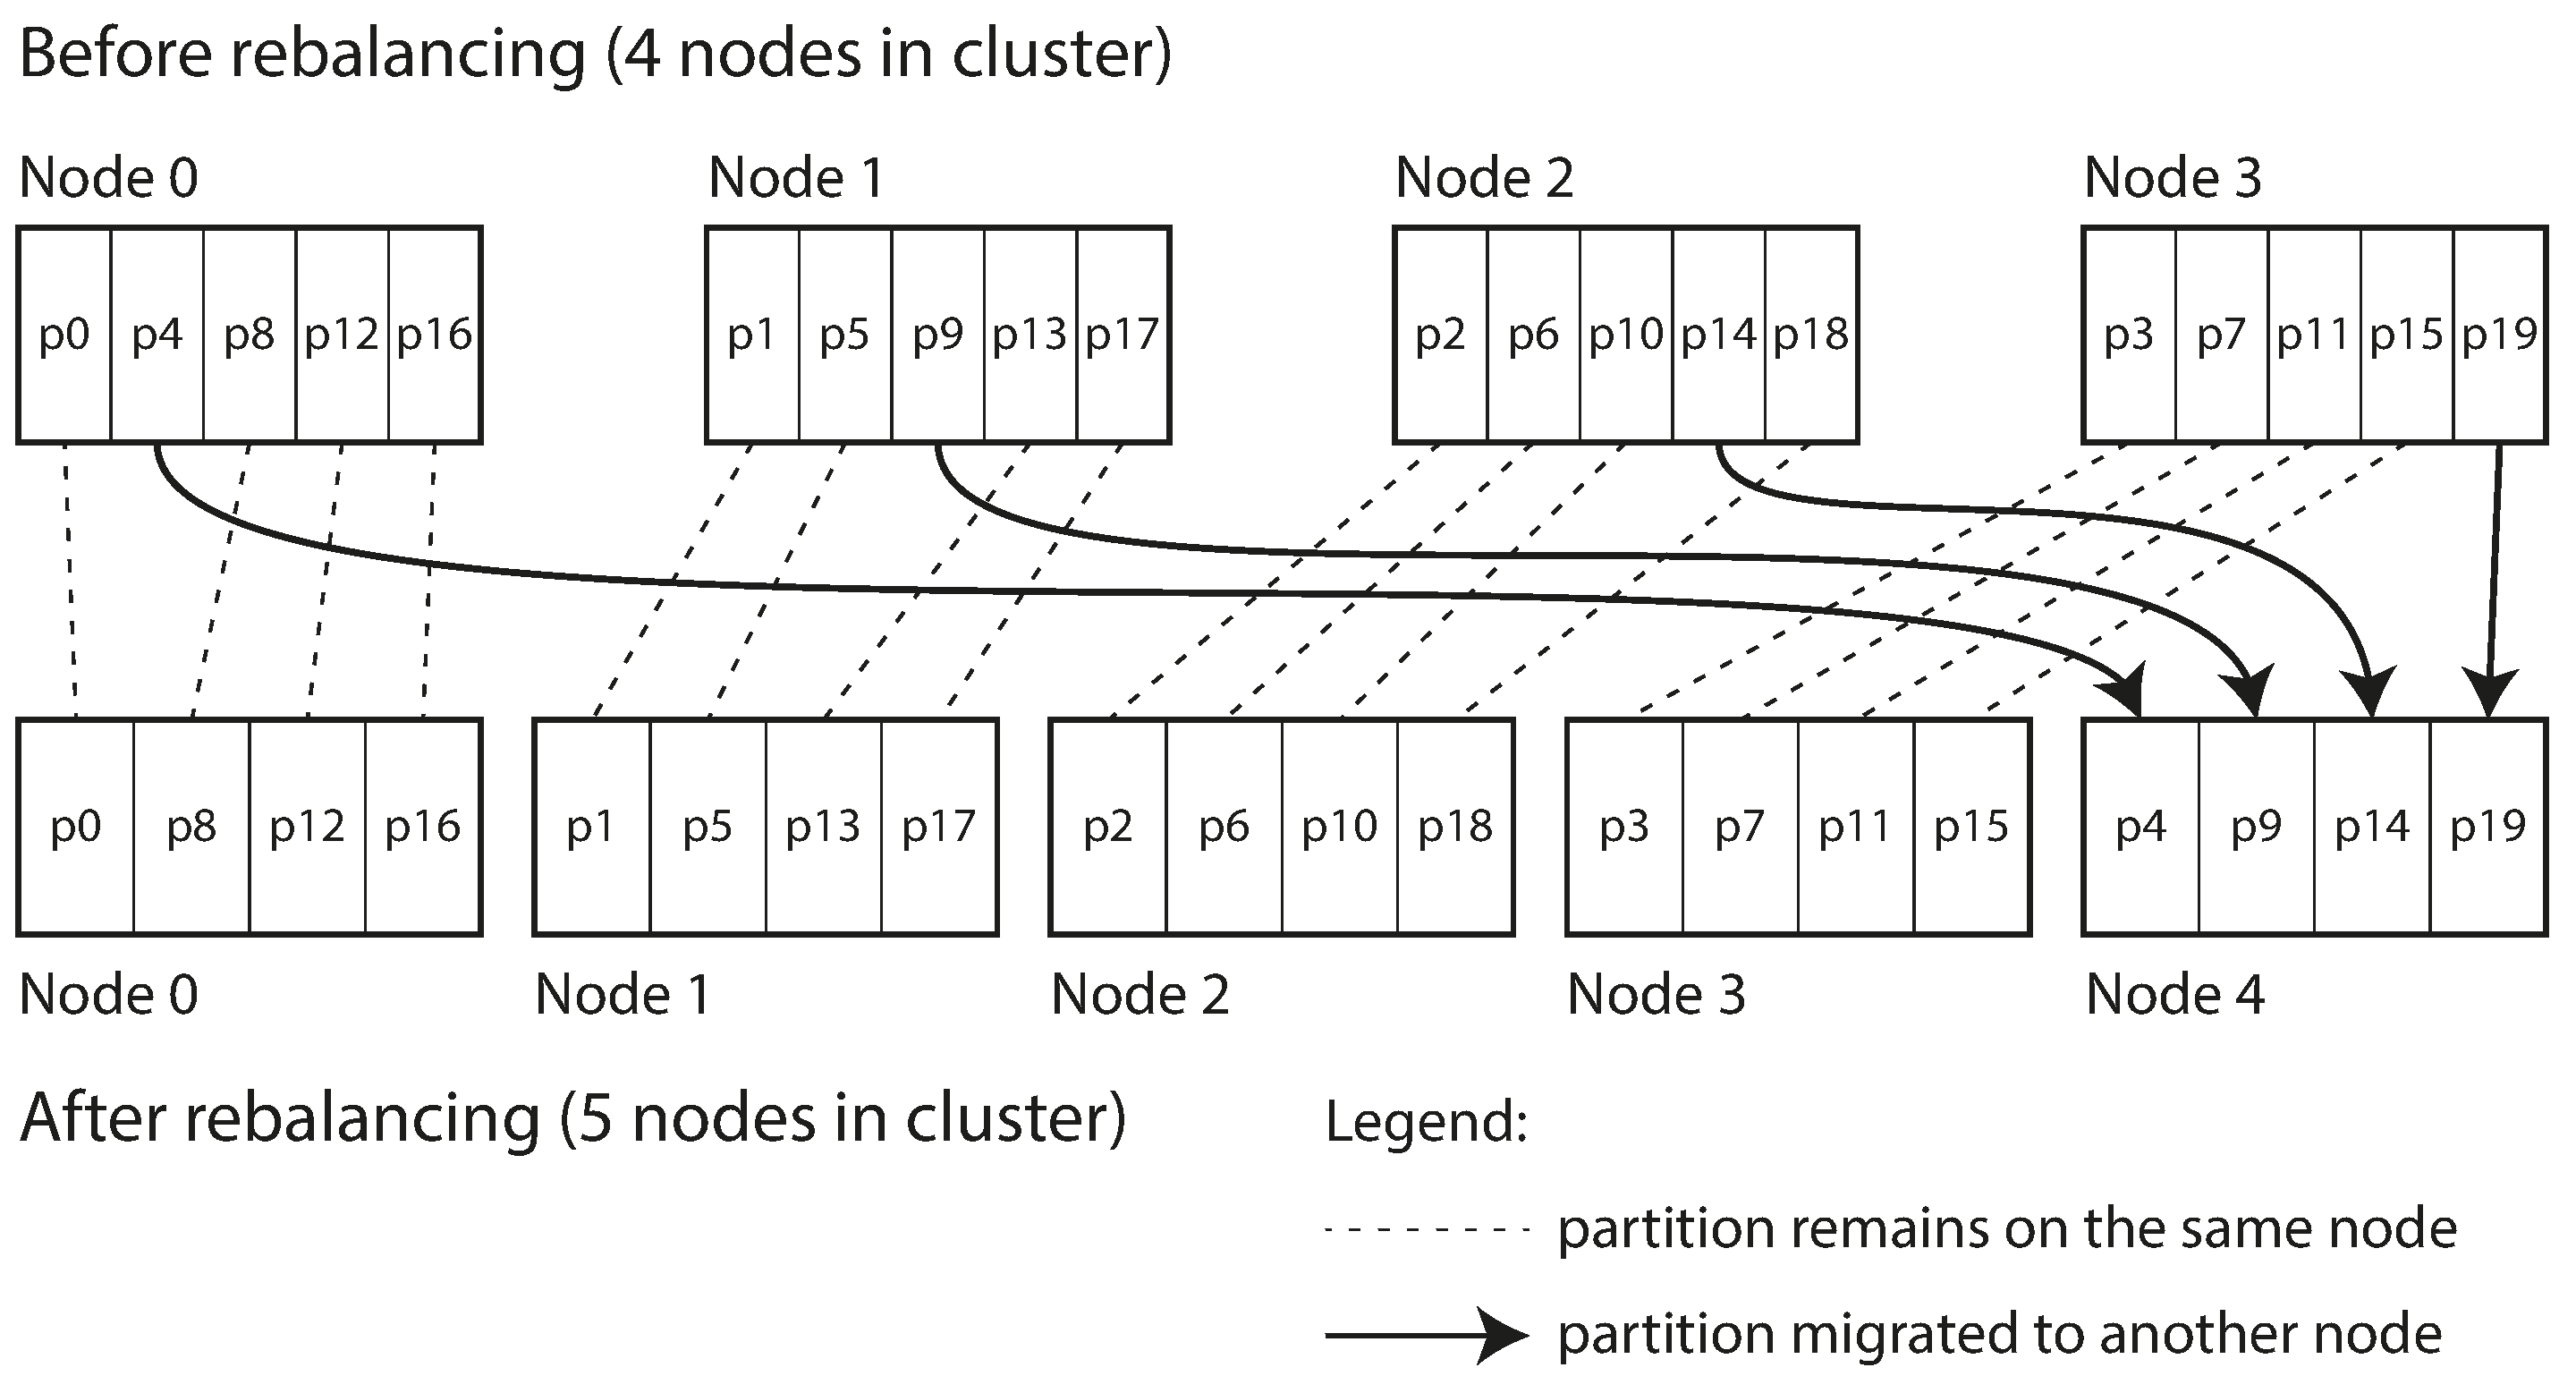 Before rebalancing (4 nodes in cluster)
Node 0 Node 1 Node 2 Node 3
p0 p4 p8 p12 p16 p1 p5 p9 p13 p17 p2 p6 p10 p14 p18 p3 p7 p11 p15 p19
p0 p8 p12 p16 p1 p5 p13 p17 p2 p6 p10 p18 p3 p7 p11 p15 p4 p9 p14 p19
Node 0 Node 1 Node 2 Node 3 Node 4
After rebalancing (5 nodes in cluster)
Legend:
partition remains on the same node
partition migrated to another node